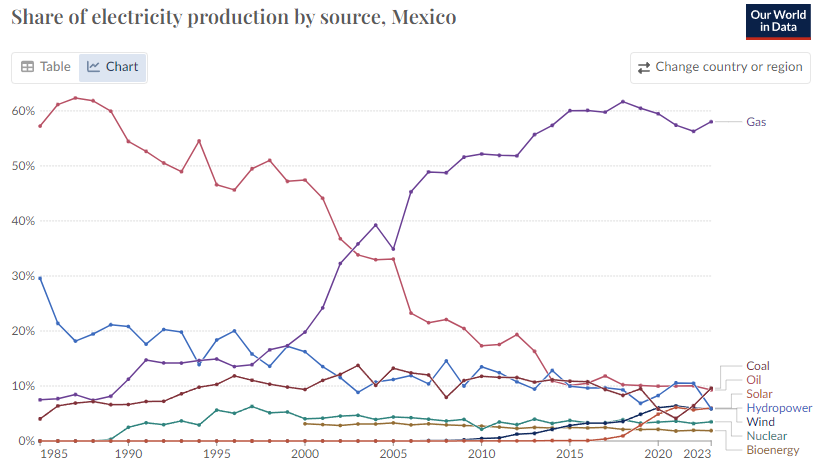 Share of electricity production by source, Mexico
Our World
in Data
Table
Chart
Change country or region
60%
50%
40%
30%
20%
10%
0%
Gas
Coal
Oil
Solar
Hydropower
Wind
Nuclear
Bioenergy
1985
1990
1995
2000
2005
2010
2015
2020
2023